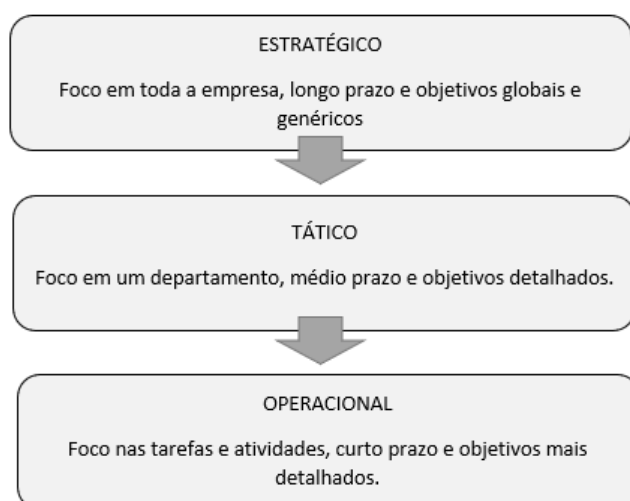 ESTRATÉGICO
Foco em toda a empresa, longo prazo e objetivos globais e
genéricos
TÁTICO
Foco em um departamento, médio prazo e objetivos detalhados.
OPERACIONAL
Foco nas tarefas e atividades, curto prazo e objetivos mais
detalhados.